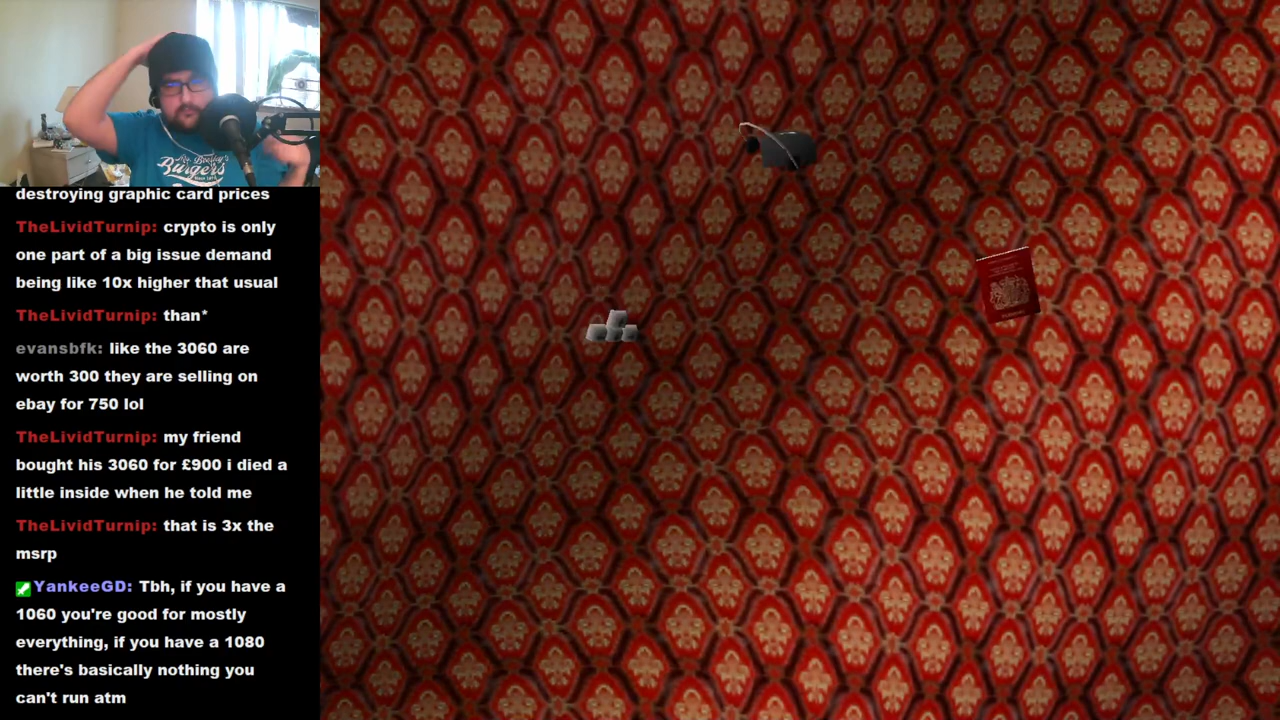 Mr. Beesley's
Burgers
destroying graphic card prices
TheLividTurnip: crypto is only
one part of a big issue demand
being like 10x higher that usual
TheLividTurnip: than*
evansbfk: like the 3060 are
worth 300 they are selling on
ebay for 750 lol
TheLividTurnip: my friend
bought his 3060 for £900 i died a
little inside when he told me
TheLividTurnip: that is 3x the
msrp
YankeeGD: Tbh, if you have a
1060 you're good for mostly
everything, if you have a 1080
there's basically nothing you
can't run atm